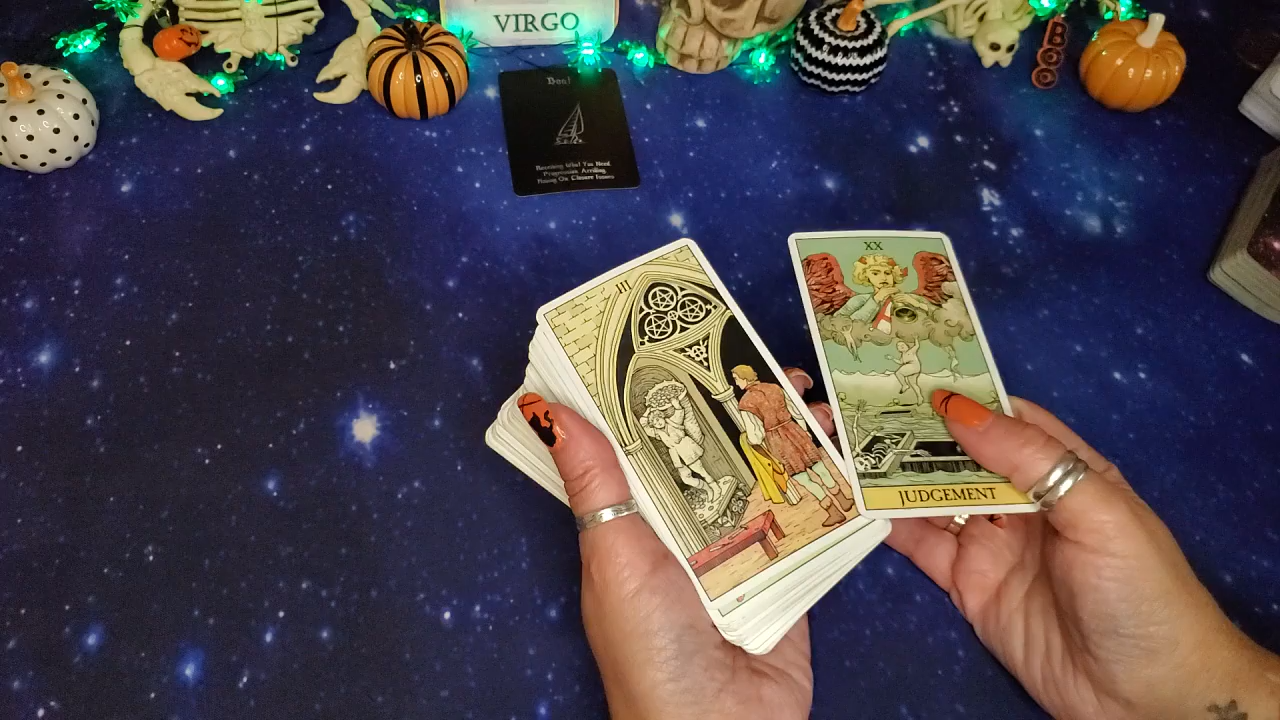 VIRGO
Boo
Boat
Receiving What You Need
Progression, Arriving
Moving On, Closure Issues
III
XX
JUDGEMENT